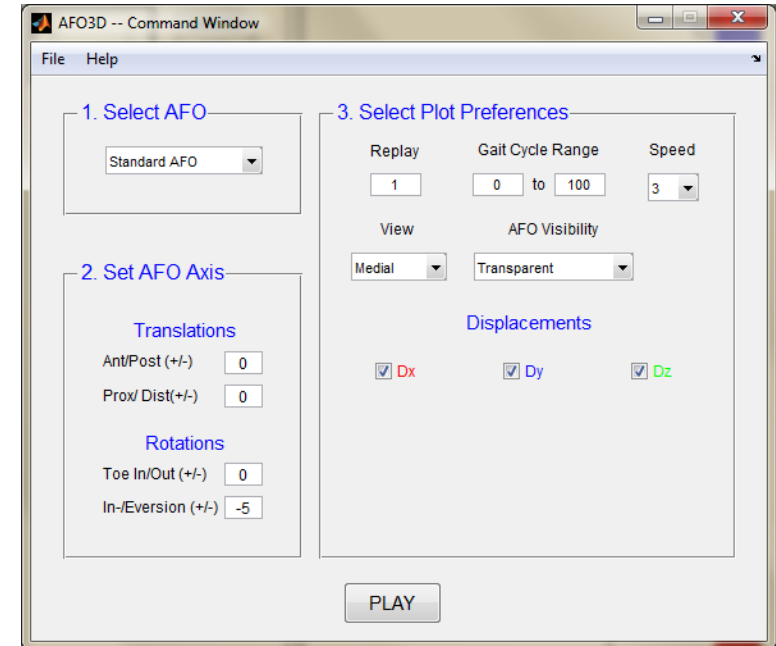 AFO3D -- Command Window
File Help
1. Select AFO
Standard AFO
2. Set AFO Axis
Translations
Ant/Post (+/-) 0
Prox/ Dist(+/-) 0
Rotations
Toe In/Out (+/-) 0
In-/Eversion (+/-) -5
3. Select Plot Preferences
Replay Gait Cycle Range Speed
1 0 to 100 3
View AFO Visibility
Medial Transparent
Displacements
Dx Dy Dz
PLAY